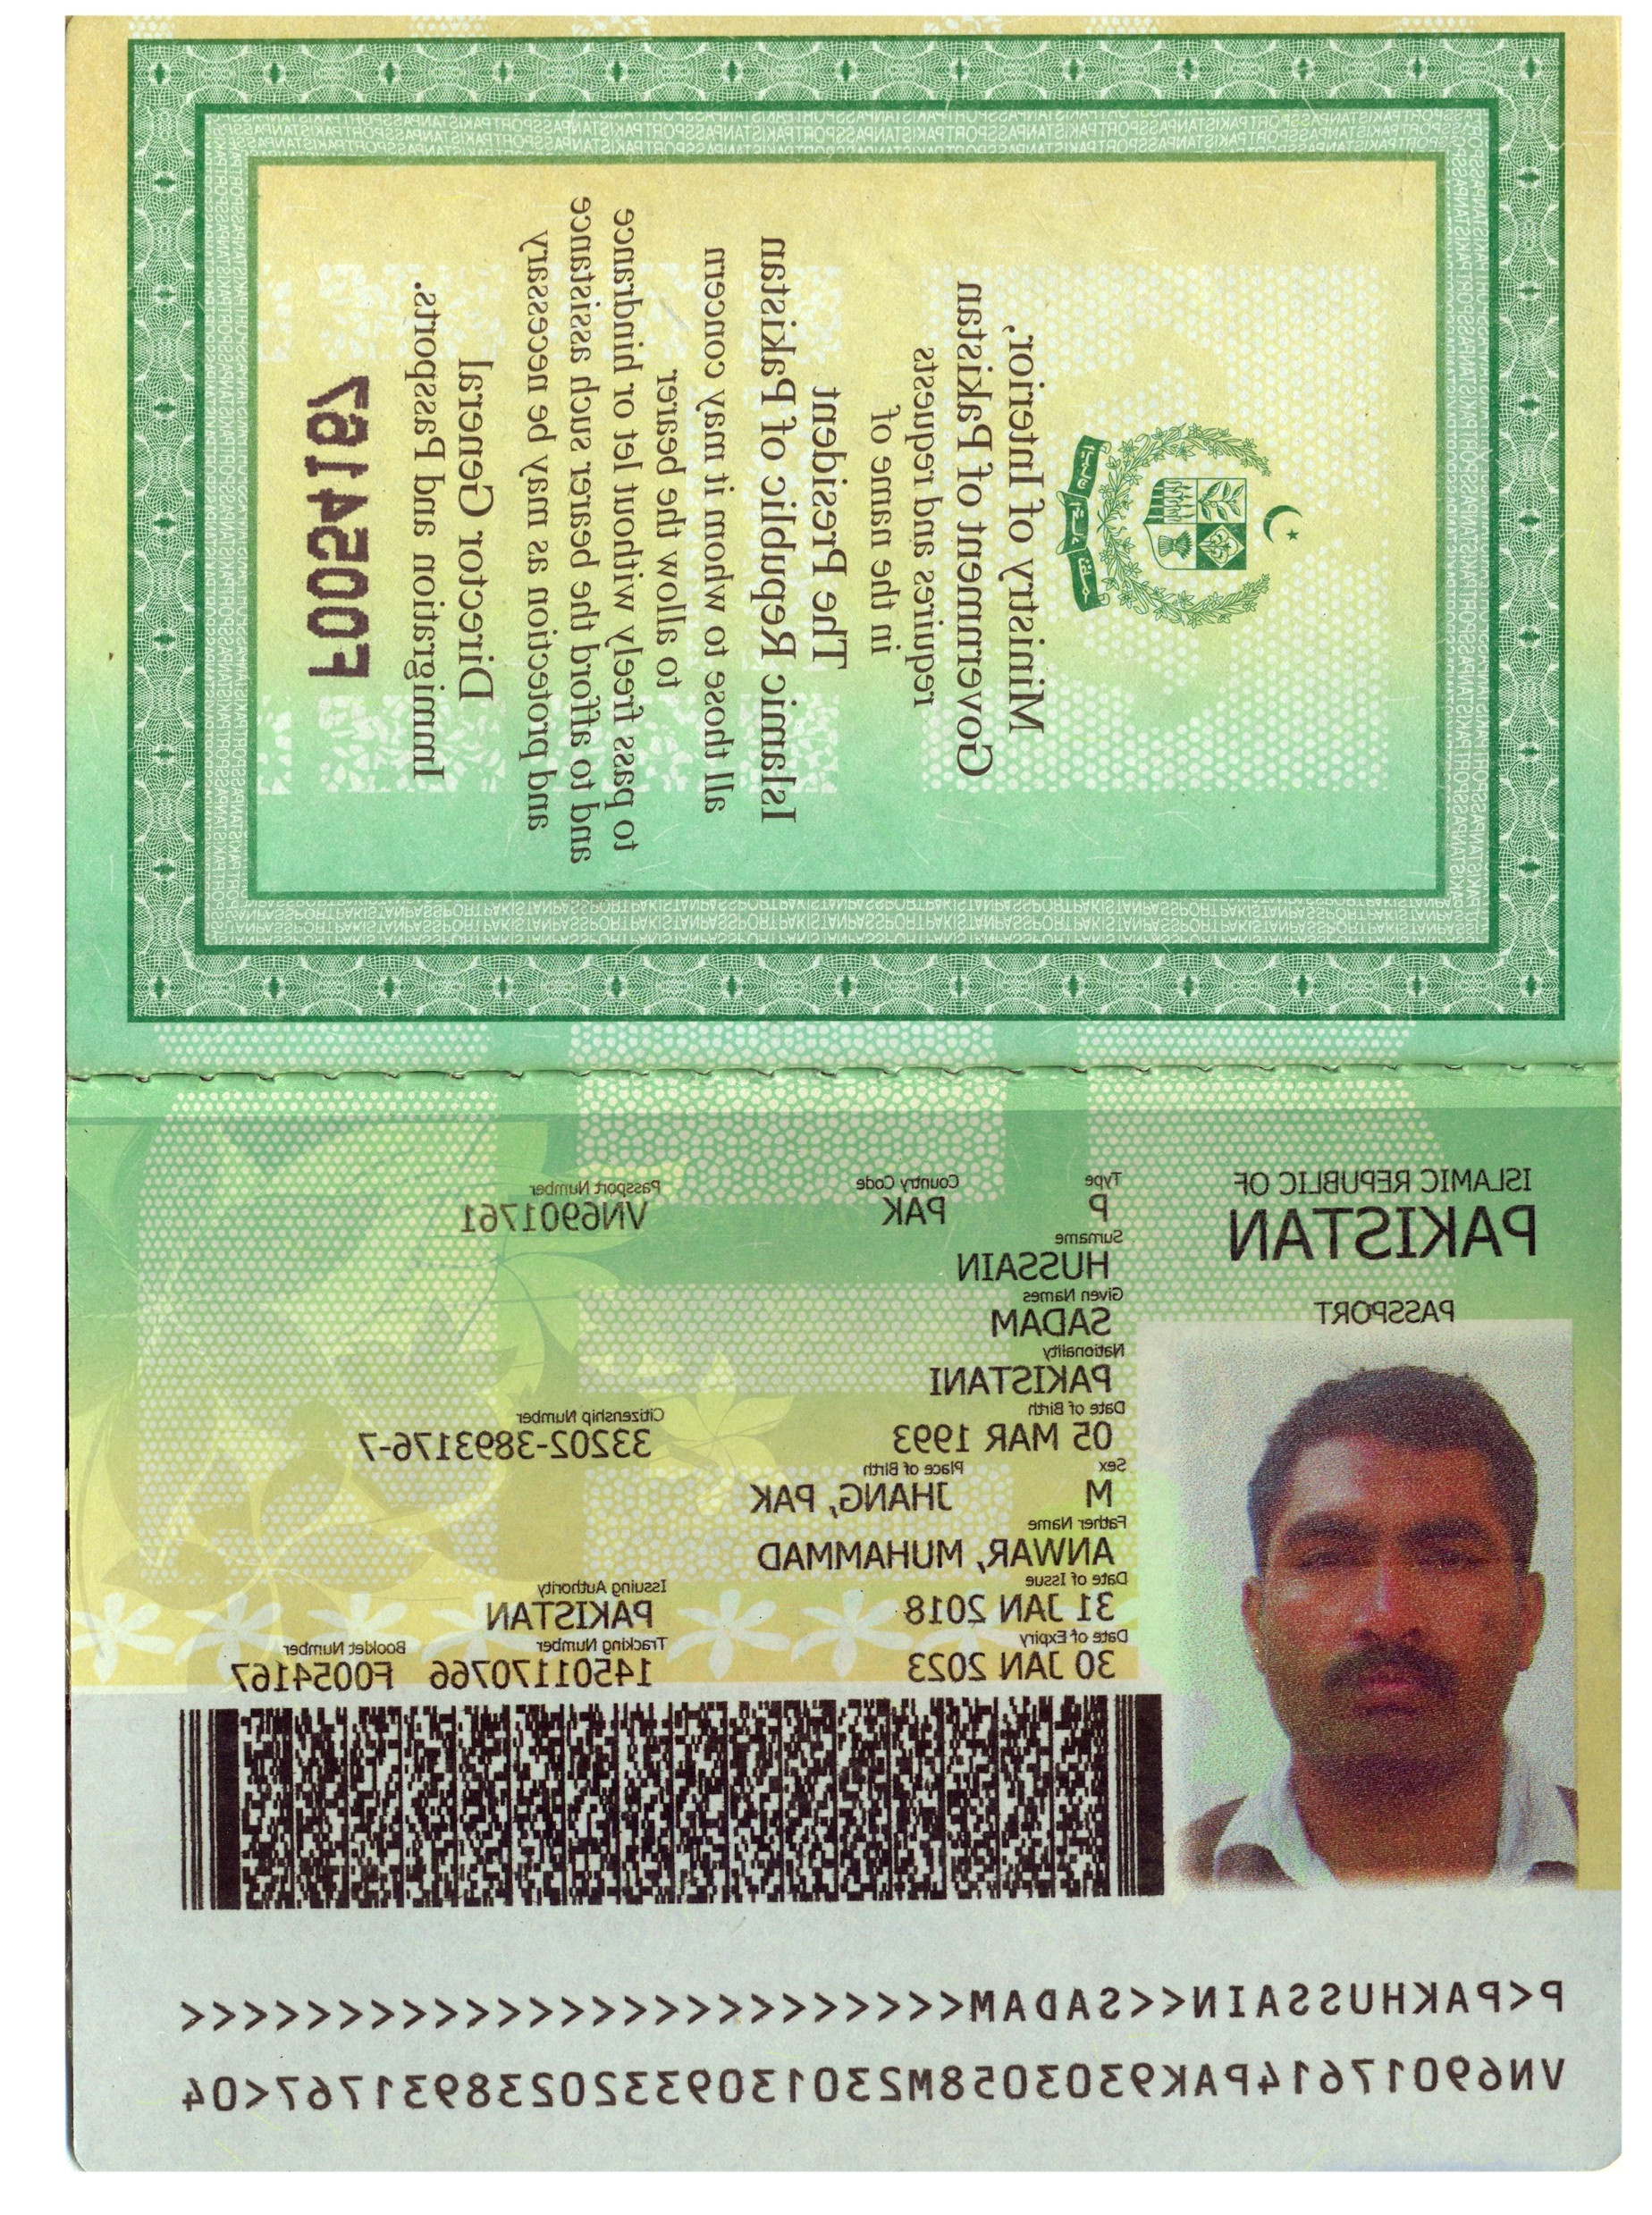 Ministry of Interior,
Government of Pakistan
requires and requests
in the name of
The President
Islamic Republic of Pakistan
all those to whom it may concern
to allow the bearer
to pass freely without let or hindrance
and to afford the bearer such assistance
and protection as may be necessary
Director General
Immigration and Passports.
F0054167
ISLAMIC REPUBLIC OF
PAKISTAN
PASSPORT
Type Country Code Passport Number
P PAK VN6901761
Surname
HUSSAIN
Given Names
SADAM
Nationality
PAKISTANI
Date of Birth Citizenship Number
05 MAR 1993 33202-3893176-7
Sex Place of Birth
M JHANG, PAK
Father Name
ANWAR, MUHAMMAD
Date of Issue Issuing Authority
31 JAN 2018 PAKISTAN
Date of Expiry Tracking Number Booklet Number
30 JAN 2023 14501170766 F0054167
P<PAKHUSSAIN<<SADAM<<<<<<<<<<<<<<<<<<<<<<<<<
VN69017614PAK9303058M23013093320238931767<04